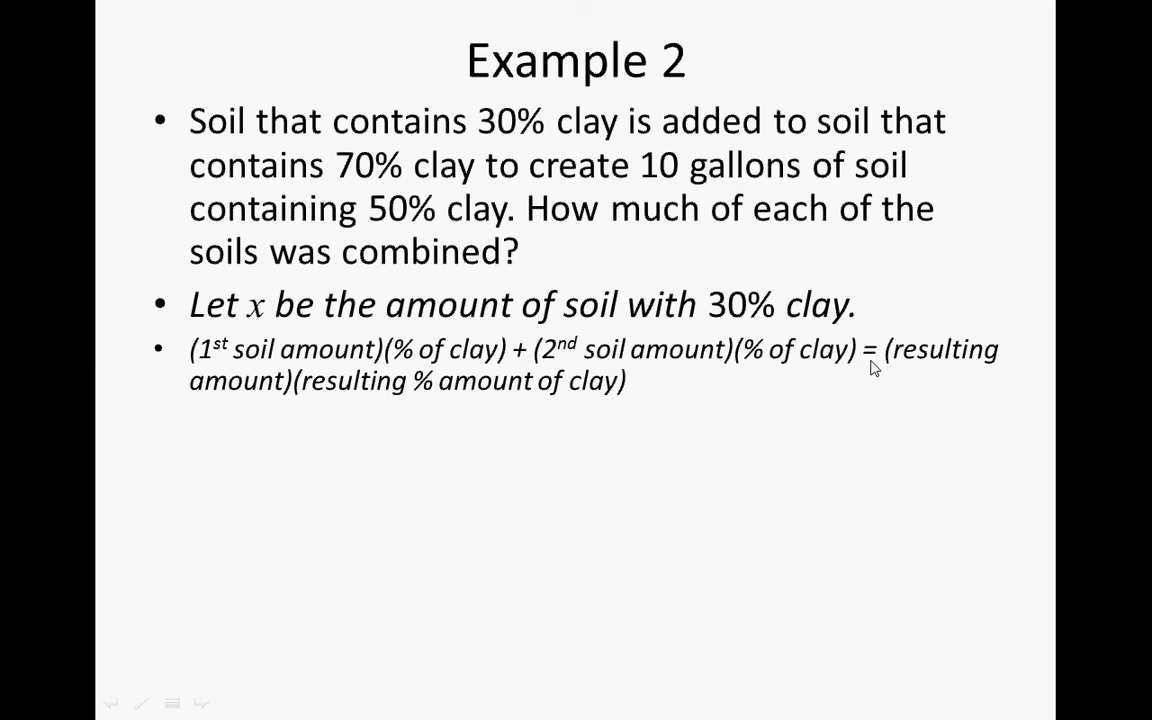 Example 2
• Soil that contains 30% clay is added to soil that
contains 70% clay to create 10 gallons of soil
containing 50% clay. How much of each of the
soils was combined?
• Let x be the amount of soil with 30% clay.
• (1st soil amount)(% of clay) + (2nd soil amount)(% of clay) = (resulting
amount)(resulting % amount of clay)